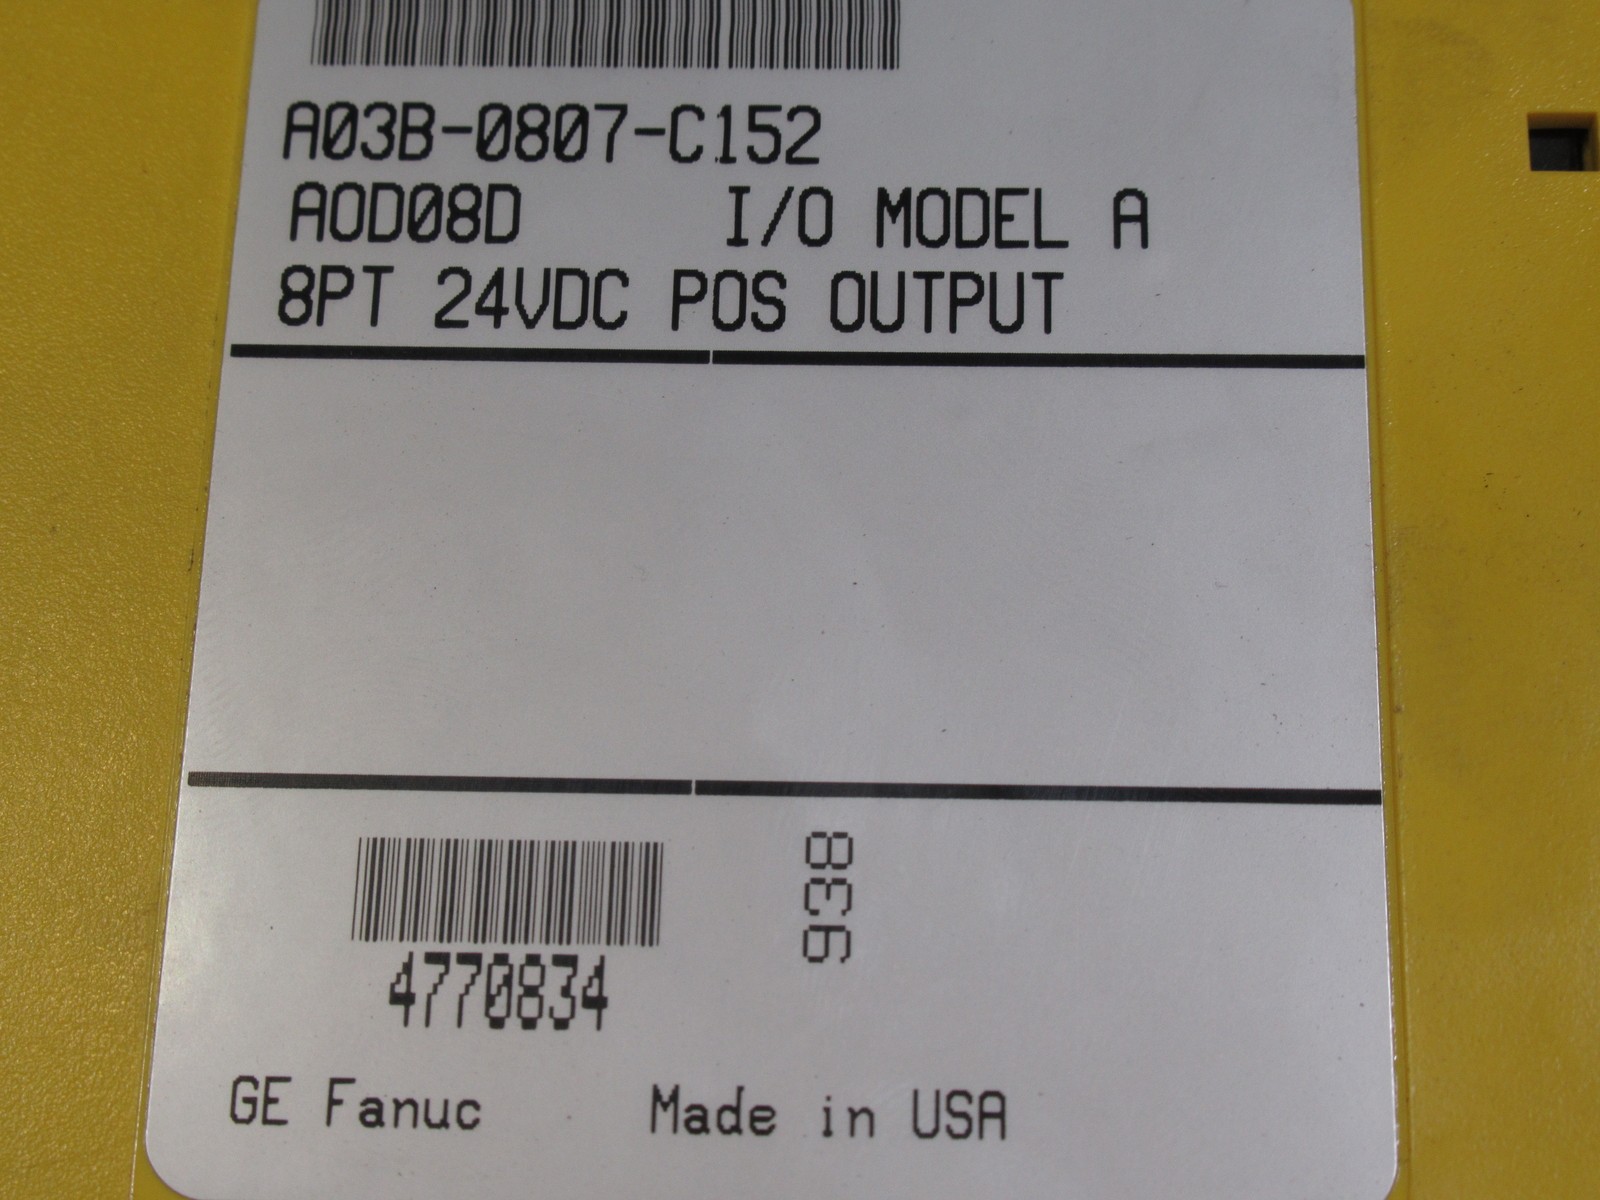 A03B-0807-C152
AOD08D I/O MODEL A
8PT 24VDC POS OUTPUT
938
4770834
GE Fanuc Made in USA